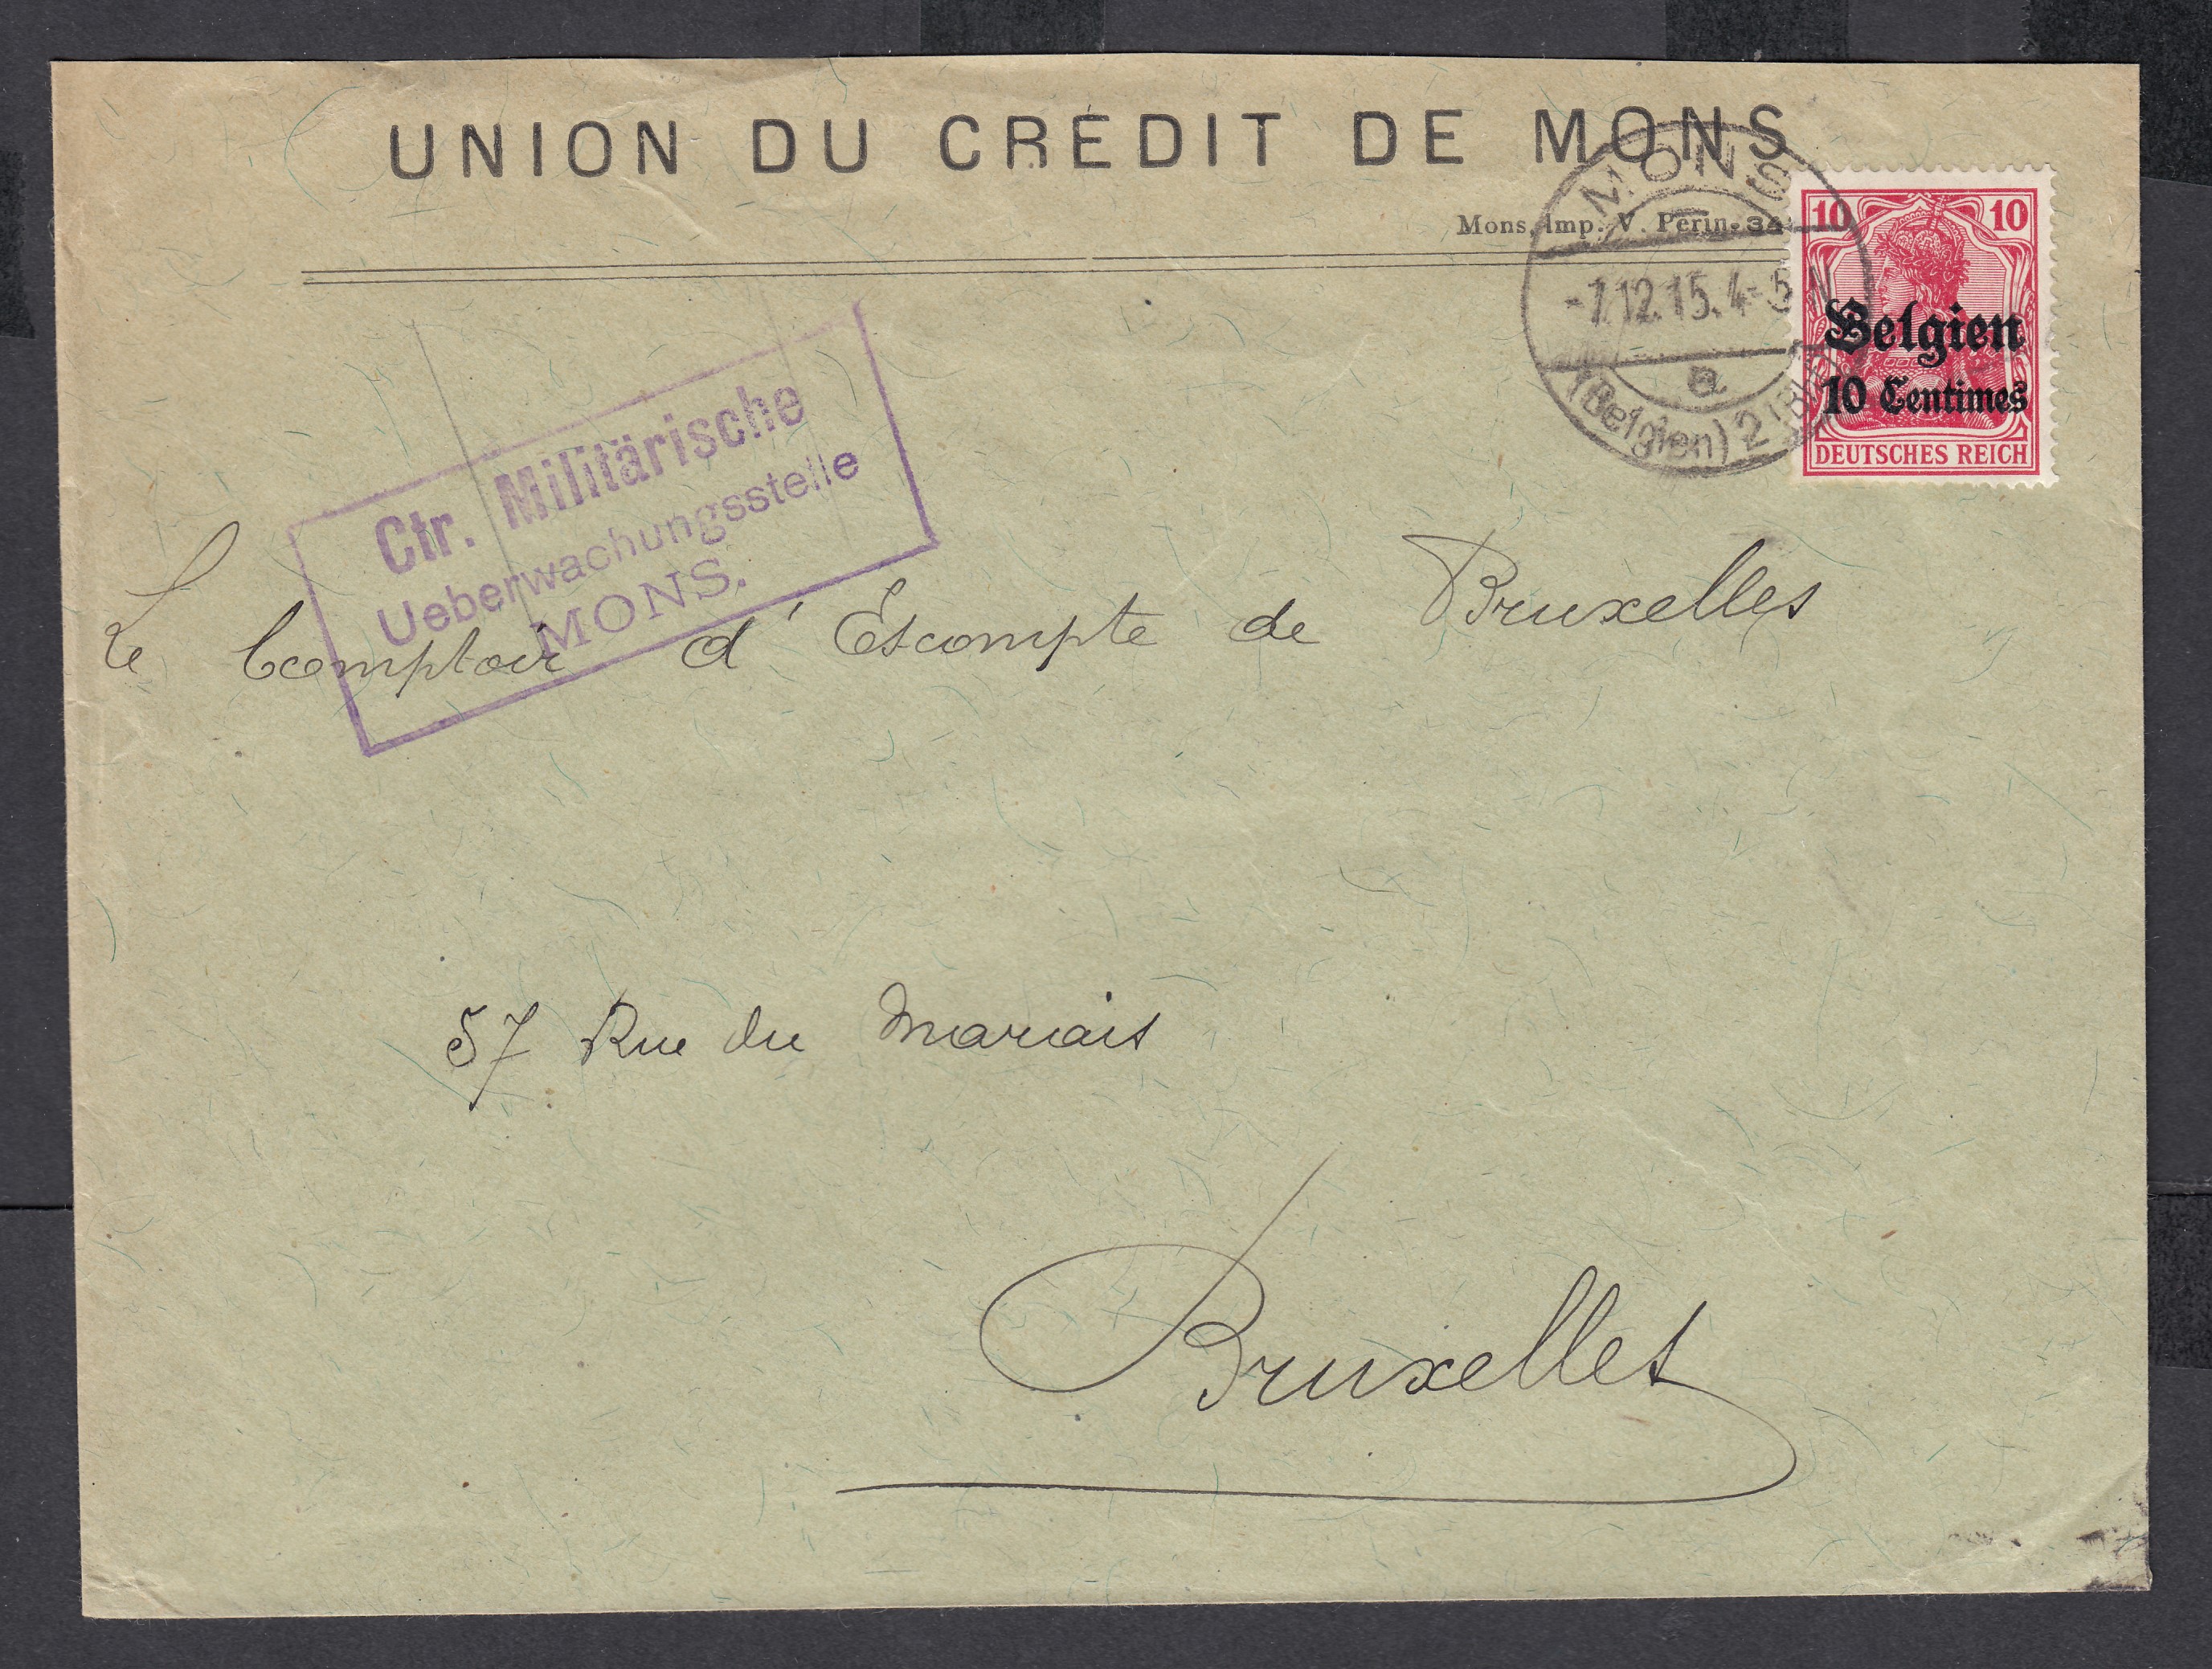 UNION DU CRÉDIT DE MONS
Mons. Imp. V. Perin. 34
MONS
-7.12.15. 4-5 N
a
(Belgien) 2
10 10
Belgien
10 Centimes
DEUTSCHES REICH
Ctr. Militärische
Ueberwachungsstelle
MONS.
Le Comptoir d'Escompte de Bruxelles
57 Rue du Marais
Bruxelles